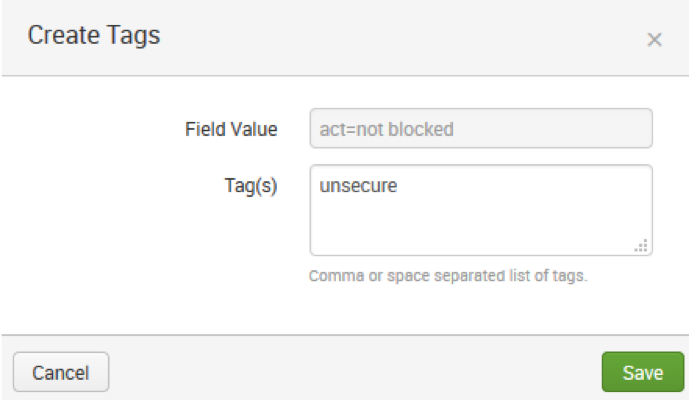 Create Tags
×
Field Value
act=not blocked
Tag(s)
unsecure
Comma or space separated list of tags.
Cancel
Save